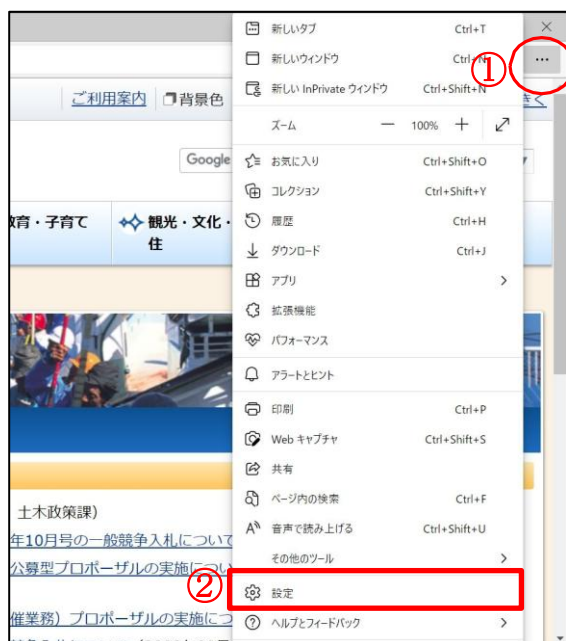 新しいタブ Ctrl+T
新しいウィンドウ Ctrl+N
①
…
新しい InPrivate ウィンドウ Ctrl+Shift+N
ご利用案内 背景色
ズーム 100%
Google
お気に入り Ctrl+Shift+O
コレクション Ctrl+Shift+Y
育・子育て
観光・文化・
住
履歴 Ctrl+H
ダウンロード Ctrl+J
アプリ
拡張機能
パフォーマンス
アラートとヒント
印刷 Ctrl+P
Web キャプチャ Ctrl+Shift+S
共有
ページ内の検索 Ctrl+F
土木政策課)
音声で読み上げる Ctrl+Shift+U
年10月号の一般競争入札について
その他のツール
公募型プロポーザルの実施につい
②
設定
催業務）プロポーザルの実施につ
ヘルプとフィードバック